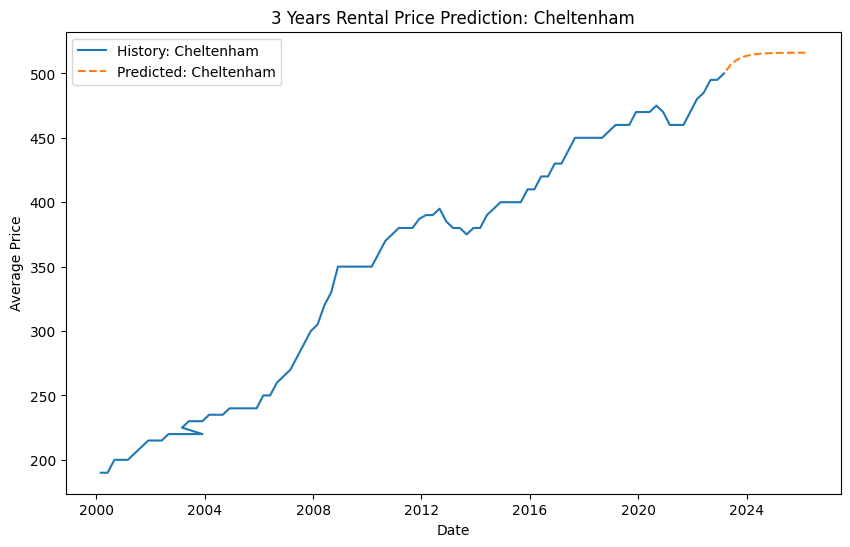 3 Years Rental Price Prediction: Cheltenham
History: Cheltenham
Predicted: Cheltenham
Average Price
500
450
400
350
300
250
200
2000 2004 2008 2012 2016 2020 2024
Date